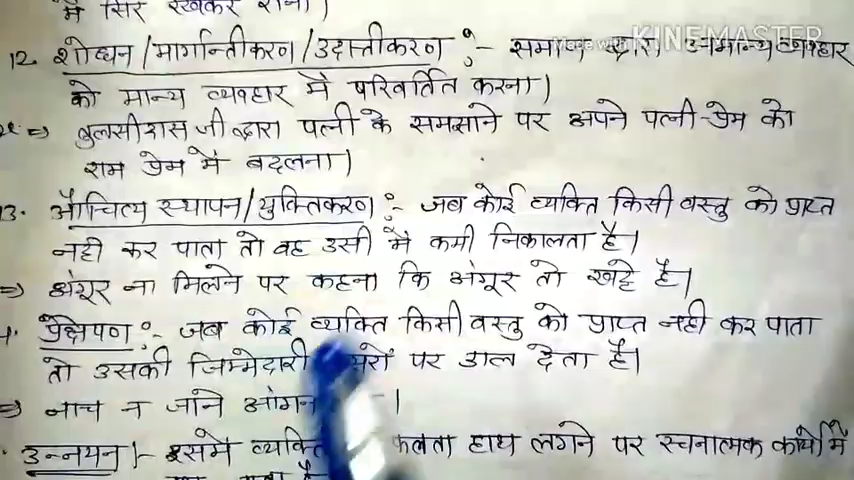 में सिर रखकर रोना)
Made with KINEMASTER
12. शोधन / मार्गान्तीकरण / उदात्तीकरण :- समाज द्वारा अमान्य व्यवहार
को मान्य व्यवहार में परिवर्तित करना)
⇒ तुलसीदास जी द्वारा पत्नी के समझाने पर अपने पत्नी-प्रेम को
राम प्रेम में बदलना)
13. औचित्य स्थापन/युक्तिकरण :- जब कोई व्यक्ति किसी वस्तु को प्राप्त
नही कर पाता तो वह उसी में कमी निकालता है।
⇒ अंगूर ना मिलने पर कहना कि अंगूर तो खट्टे है।
प्रक्षेपण :- जब कोई व्यक्ति किसी वस्तु को प्राप्त नही कर पाता
तो उसकी जिम्मेदारी पर डाल देता है।
⇒ नाच न जाने आंगन
उन्नयन :- इसमे व्यक्ति हाथ लगने पर रचनात्मक कार्यो में